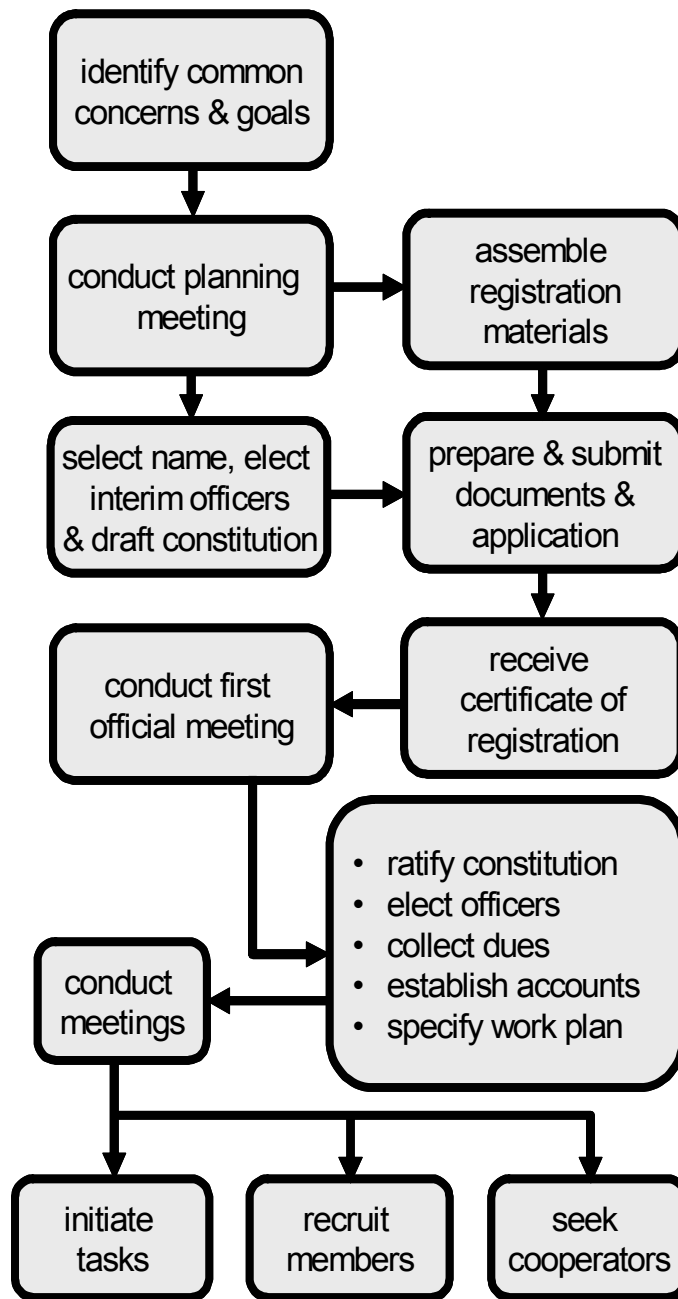 identify common
concerns & goals
conduct planning
meeting
assemble
registration
materials
select name, elect
interim officers
& draft constitution
prepare & submit
documents &
application
receive
certificate of
registration
conduct first
official meeting
• ratify constitution
• elect officers
• collect dues
• establish accounts
• specify work plan
conduct
meetings
initiate
tasks
recruit
members
seek
cooperators